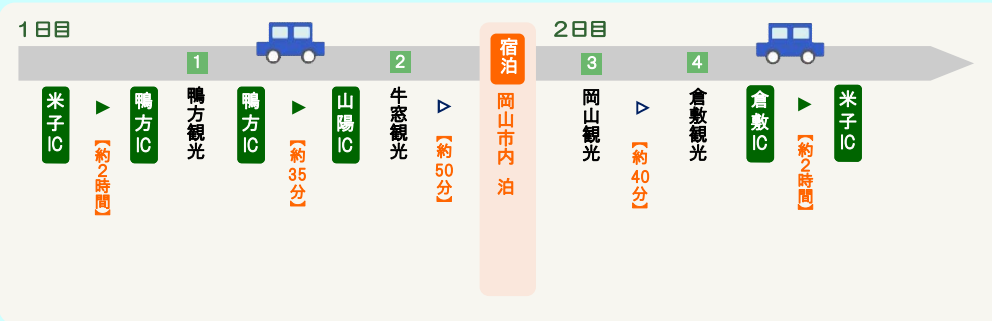 1日目
米子IC
▶
【約2時間】
鴨方IC
1
鴨方観光
鴨方IC
▶
【約35分】
山陽IC
2
牛窓観光
▷
【約50分】
宿泊
岡山市内 泊
2日目
3
岡山観光
▷
【約40分】
4
倉敷観光
倉敷IC
▶
【約2時間】
米子IC